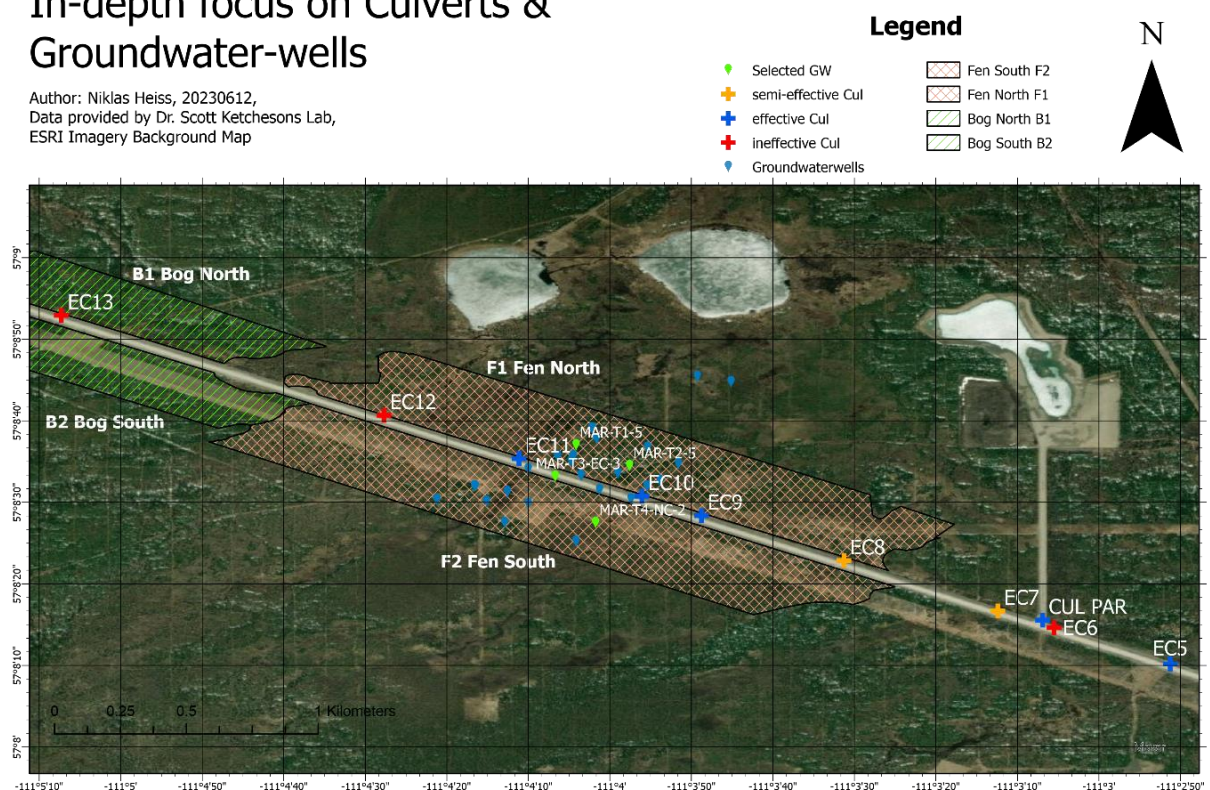 In-depth focus on Culverts &
Groundwater-wells
Author: Niklas Heiss, 20230612,
Data provided by Dr. Scott Ketchesons Lab,
ESRI Imagery Background Map
Legend
Selected GW
semi-effective Cul
effective Cul
ineffective Cul
Groundwaterwells
Fen South F2
Fen North F1
Bog North B1
Bog South B2
N
57°9'
57°8'50"
57°8'40"
57°8'30"
57°8'20"
57°8'10"
57°8'
B1 Bog North
EC13
B2 Bog South
F1 Fen North
EC12
MAR-T1-5
EC11
MAR-T2-5
MAR-T3-EC-3
EC10
MAR-T4-NC-2
EC9
F2 Fen South
EC8
EC7
CUL PAR
EC6
EC5
0 0.25 0.5 1 Kilometers
-111°5'10" -111°5' -111°4'50" -111°4'40" -111°4'30" -111°4'20" -111°4'10" -111°4' -111°3'50" -111°3'40" -111°3'30" -111°3'20" -111°3'10" -111°3' -111°2'50"